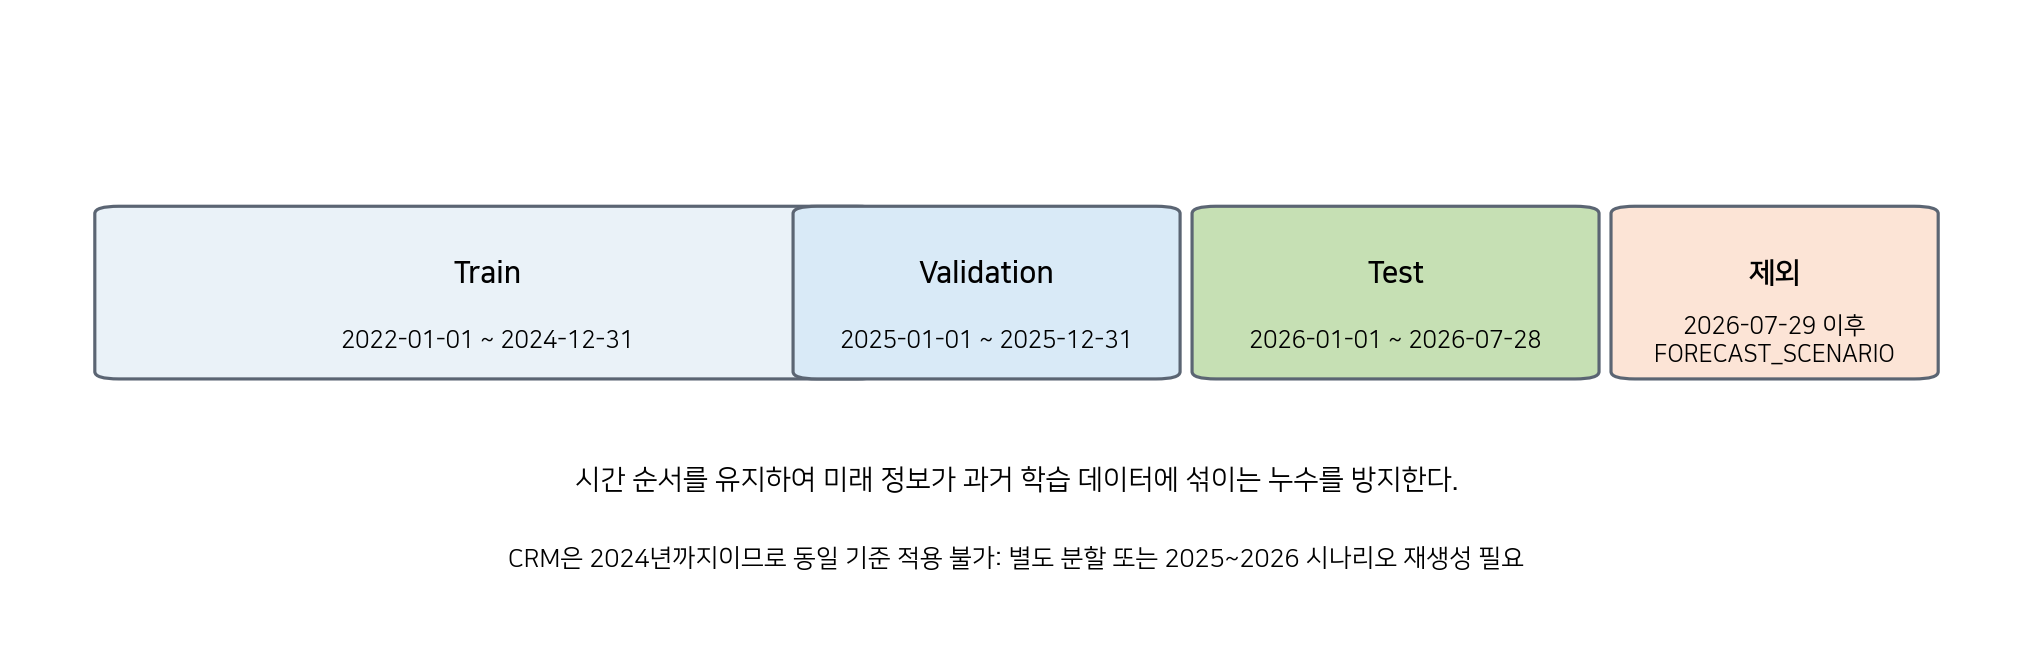 Train
2022-01-01 ~ 2024-12-31
Validation
2025-01-01 ~ 2025-12-31
Test
2026-01-01 ~ 2026-07-28
제외
2026-07-29 이후
FORECAST_SCENARIO
시간 순서를 유지하여 미래 정보가 과거 학습 데이터에 섞이는 누수를 방지한다.
CRM은 2024년까지이므로 동일 기준 적용 불가: 별도 분할 또는 2025~2026 시나리오 재생성 필요